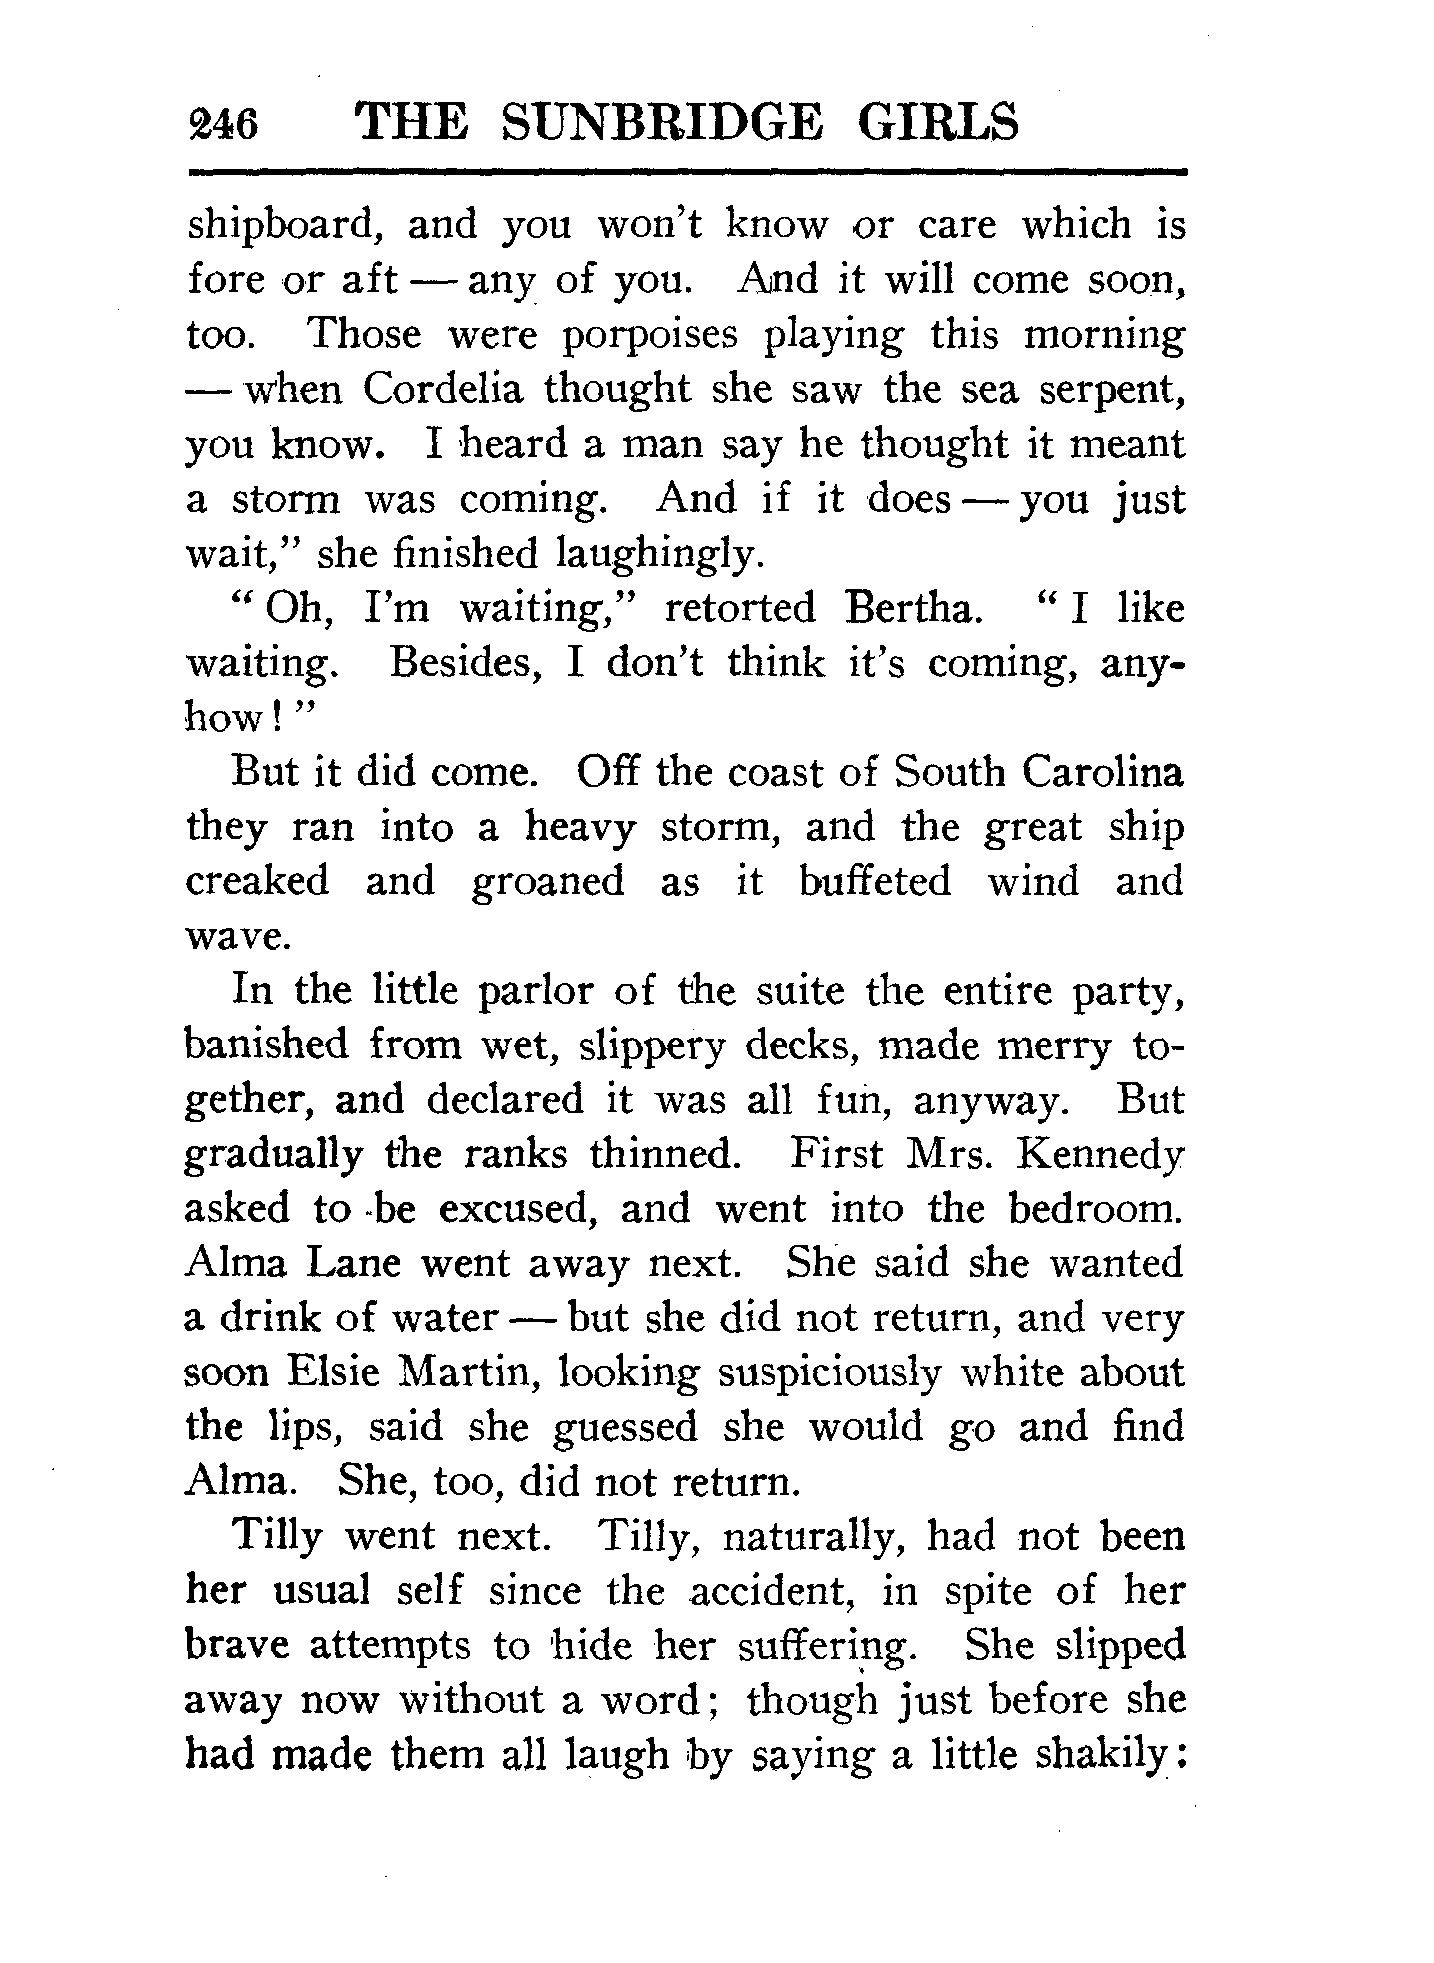 246 THE SUNBRIDGE GIRLS
shipboard, and you won't know or care which is
fore or aft — any of you. And it will come soon,
too. Those were porpoises playing this morning
— when Cordelia thought she saw the sea serpent,
you know. I heard a man say he thought it meant
a storm was coming. And if it does — you just
wait," she finished laughingly.
" Oh, I'm waiting," retorted Bertha. " I like
waiting. Besides, I don't think it's coming, any-
how ! "
But it did come. Off the coast of South Carolina
they ran into a heavy storm, and the great ship
creaked and groaned as it buffeted wind and
wave.
In the little parlor of the suite the entire party,
banished from wet, slippery decks, made merry to-
gether, and declared it was all fun, anyway. But
gradually the ranks thinned. First Mrs. Kennedy
asked to be excused, and went into the bedroom.
Alma Lane went away next. She said she wanted
a drink of water — but she did not return, and very
soon Elsie Martin, looking suspiciously white about
the lips, said she guessed she would go and find
Alma. She, too, did not return.
Tilly went next. Tilly, naturally, had not been
her usual self since the accident, in spite of her
brave attempts to hide her suffering. She slipped
away now without a word; though just before she
had made them all laugh by saying a little shakily: